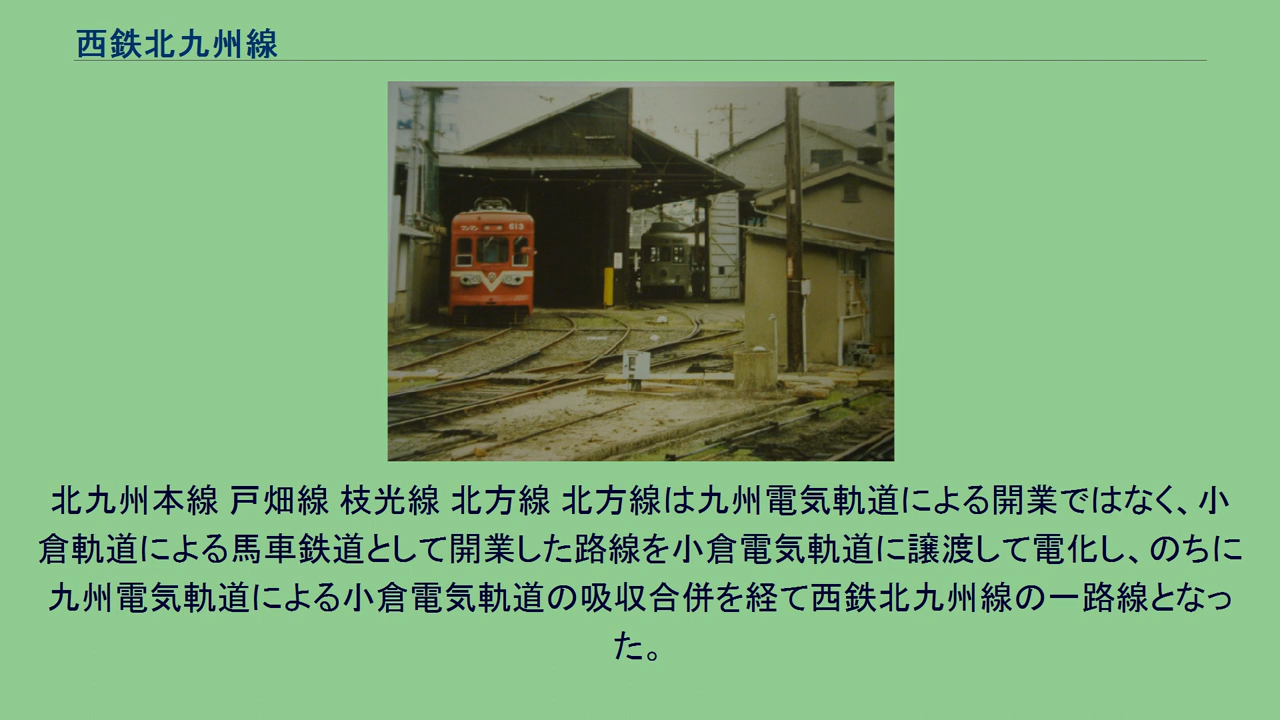 西鉄北九州線
ワンマン 613
北九州本線 戸畑線 枝光線 北方線 北方線は九州電気軌道による開業ではなく、小
倉軌道による馬車鉄道として開業した路線を小倉電気軌道に譲渡して電化し、のちに
九州電気軌道による小倉電気軌道の吸収合併を経て西鉄北九州線の一路線となっ
た。